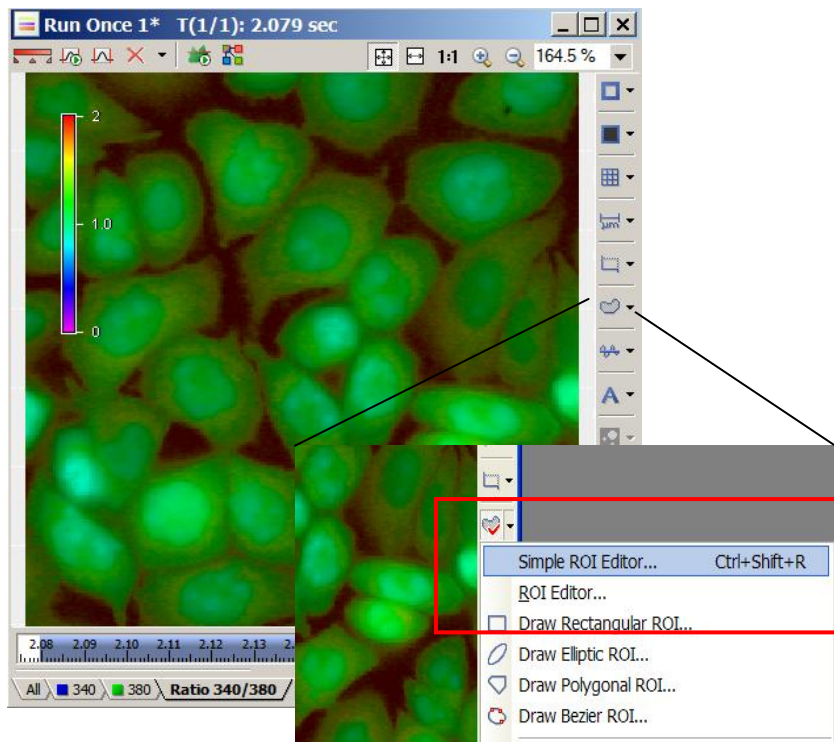 Run Once 1* T(1/1): 2.079 sec
1:1 164.5 %
2
1.0
0
µm
A
2.08 2.09 2.10 2.11 2.12 2.13 2.
All 340 380 Ratio 340/380
Simple ROI Editor... Ctrl+Shift+R
ROI Editor...
Draw Rectangular ROI...
Draw Elliptic ROI...
Draw Polygonal ROI...
Draw Bezier ROI...